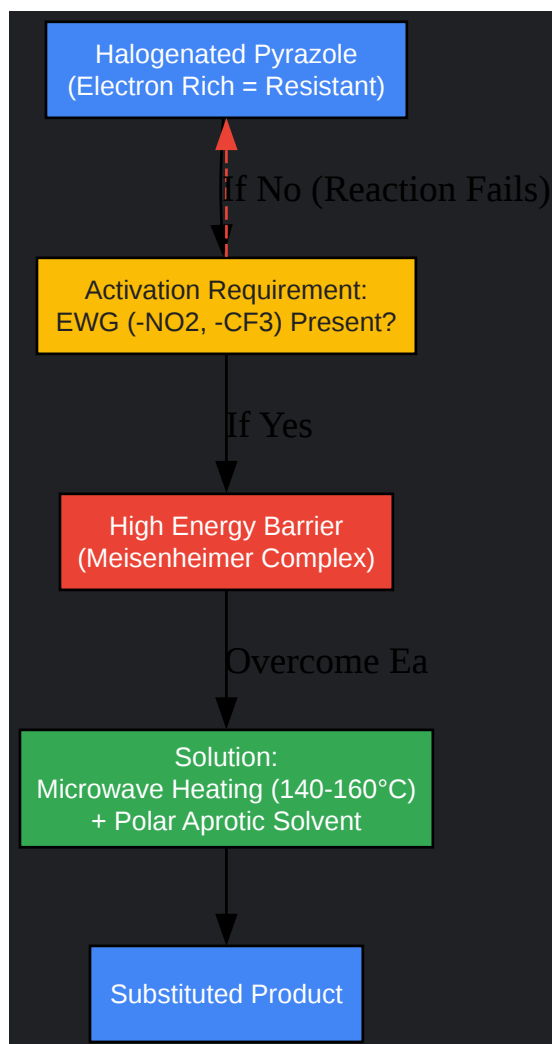 Halogenated Pyrazole
(Electron Rich = Resistant)
If No (Reaction Fails)
Activation Requirement:
EWG (-NO2, -CF3) Present?
If Yes
High Energy Barrier
(Meisenheimer Complex)
Overcome Ea
Solution:
Microwave Heating (140-160°C)
+ Polar Aprotic Solvent
Substituted Product